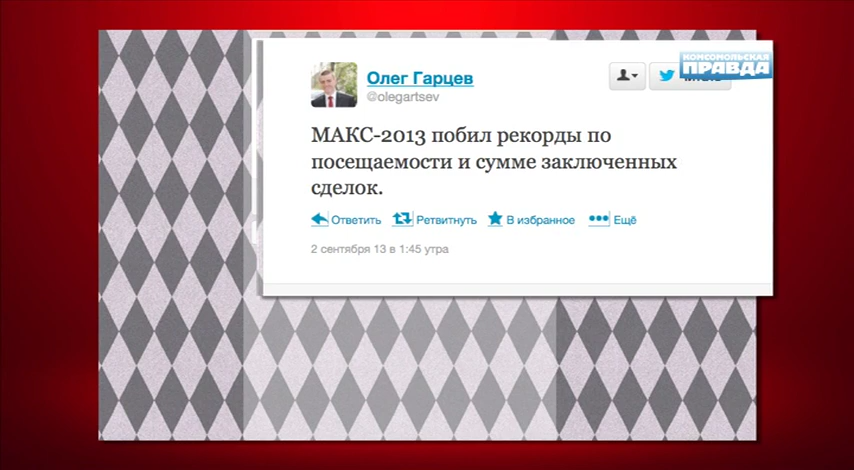 Олег Гарцев
@olegartsev
КОМСОМОЛЬСКАЯ
ПРАВДА
МАКС-2013 побил рекорды по
посещаемости и сумме заключенных
сделок.
Ответить Ретвитнуть В избранное Ещё
2 сентября 13 в 1:45 утра